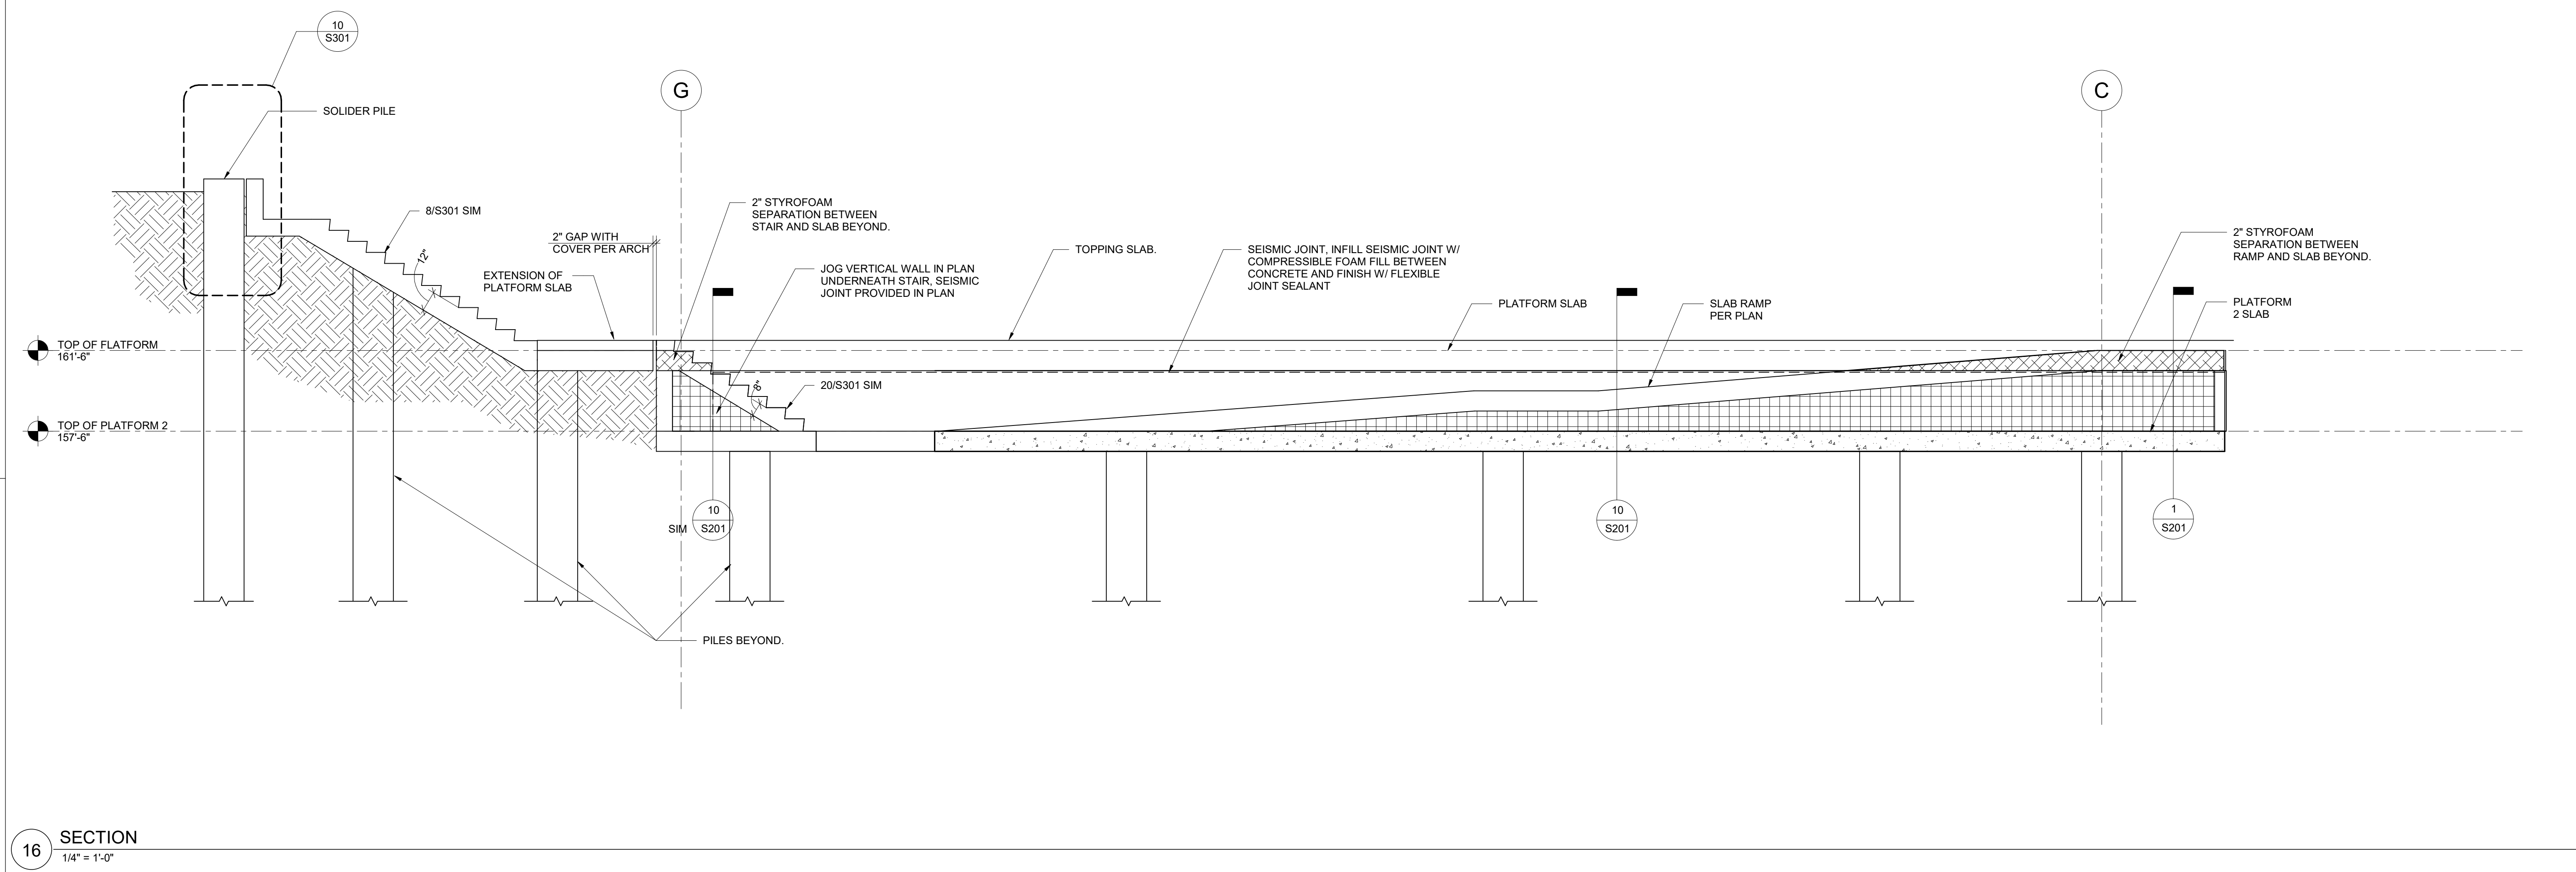 10
S301
G
C
SOLIDER PILE
8/S301 SIM
12"
2" GAP WITH
COVER PER ARCH
EXTENSION OF
PLATFORM SLAB
2" STYROFOAM
SEPARATION BETWEEN
STAIR AND SLAB BEYOND.
JOG VERTICAL WALL IN PLAN
UNDERNEATH STAIR, SEISMIC
JOINT PROVIDED IN PLAN
TOPPING SLAB.
SEISMIC JOINT, INFILL SEISMIC JOINT W/
COMPRESSIBLE FOAM FILL BETWEEN
CONCRETE AND FINISH W/ FLEXIBLE
JOINT SEALANT
PLATFORM SLAB
SLAB RAMP
PER PLAN
2" STYROFOAM
SEPARATION BETWEEN
RAMP AND SLAB BEYOND.
PLATFORM
2 SLAB
TOP OF FLATFORM
161'-6"
8"
20/S301 SIM
TOP OF PLATFORM 2
157'-6"
SIM
10
S201
10
S201
1
S201
PILES BEYOND.
16
SECTION
1/4" = 1'-0"